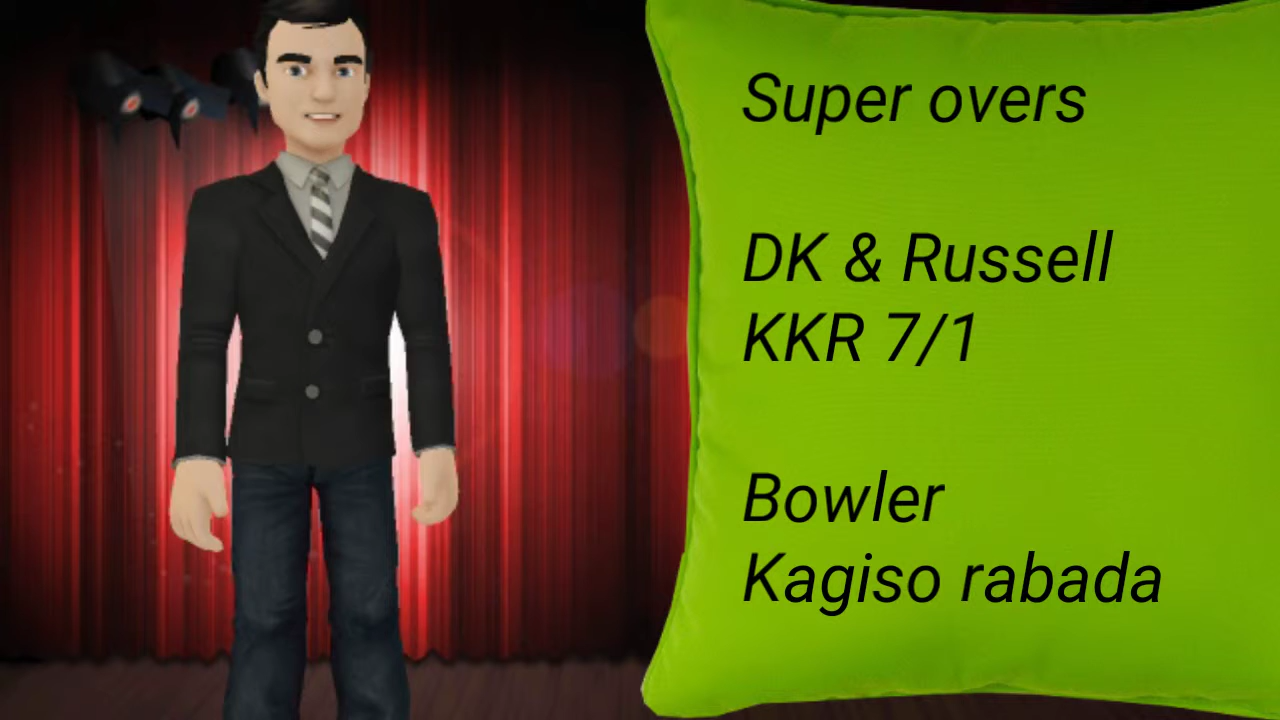 Super overs
DK & Russell
KKR 7/1
Bowler
Kagiso rabada